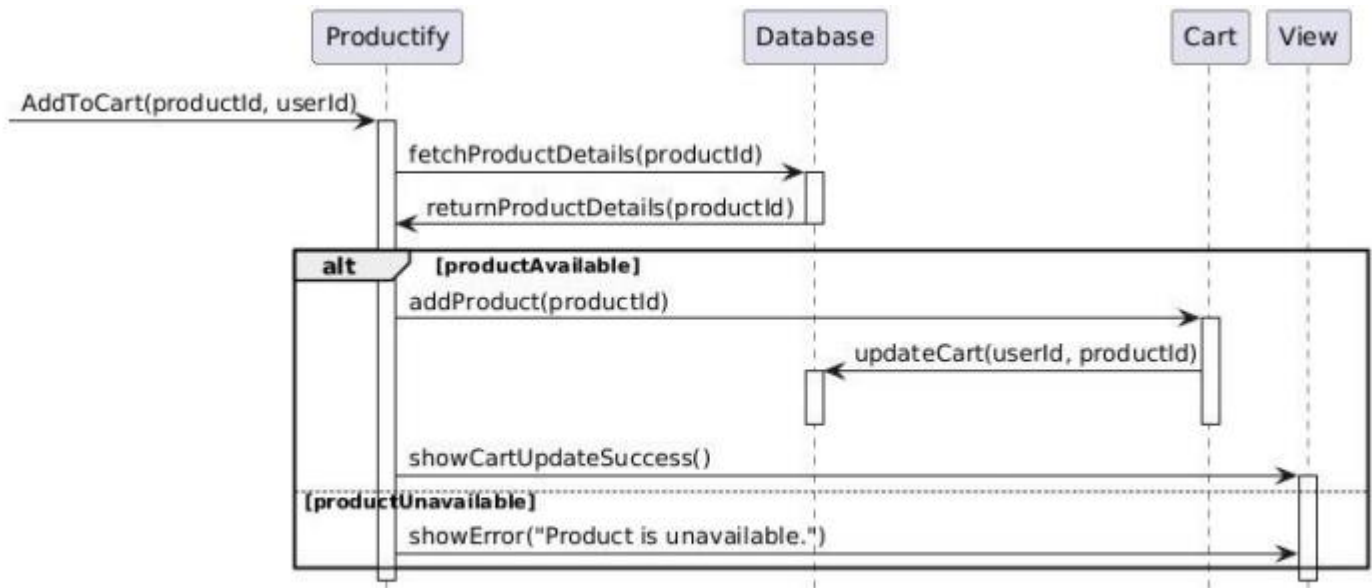 Productify Database Cart View
AddToCart(productId, userId)
fetchProductDetails(productId)
returnProductDetails(productId)
alt [productAvailable]
addProduct(productId)
updateCart(userId, productId)
showCartUpdateSuccess()
[productUnavailable]
showError("Product is unavailable.")